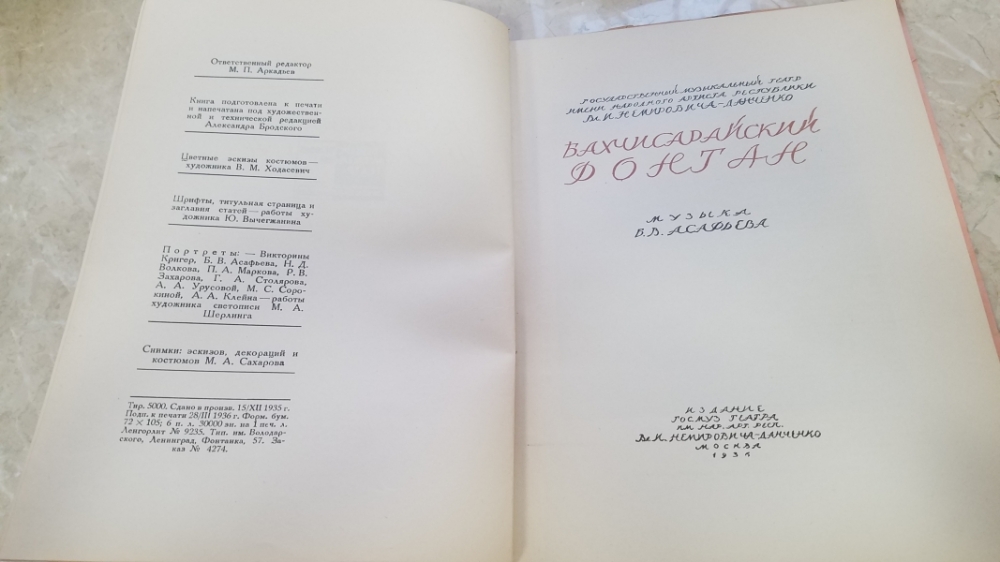 Ответственный редактор
М. П. Аркадьев
Книга подготовлена к печати
и напечатана под художествен-
ной и технической редакцией
Александра Бродского
Цветные эскизы костюмов —
художника В. М. Ходасевич
Шрифты, титульная страница и
заглавия статей — работы ху-
дожника Ю. Вычегжанина
Портреты: — Викторины
Кригер, Б. В. Асафьева, Н. Д.
Волкова, П. А. Маркова, Р. В.
Захарова, Г. А. Столярова,
А. А. Урусовой, М. С. Соро-
киной, А. А. Клейна — работы
художника светописи М. А.
Шерлинга
Снимки: эскизов, декораций и
костюмов М. А. Сахарова
Тир. 5000. Сдано в произв. 15/XII 1935 г.
Подп. к печати 28/III 1936 г. Форм. бум.
72 × 105; 6 п. л. 30000 зн. на 1 печ. л.
Ленгорлит № 9235. Тип. им. Володар-
ского, Ленинград, Фонтанка, 57. За-
каз № 4274.
ГОСУДАРСТВЕННЫЙ МУЗЫКАЛЬНЫЙ ТЕАТР
ИМЕНИ НАРОДНОГО АРТИСТА РЕСПУБЛИКИ
Вл. И. НЕМИРОВИЧА-ДАНЧЕНКО
БАХЧИСАРАЙСКИЙ
ФОНТАН
МУЗЫКА
Б. В. АСАФЬЕВА
ИЗДАНИЕ
ГОСМУЗ ТЕАТРА
ИМ. НАР. АРТ. РЕСП.
Вл. И. НЕМИРОВИЧА-ДАНЧЕНКО
МОСКВА
1936